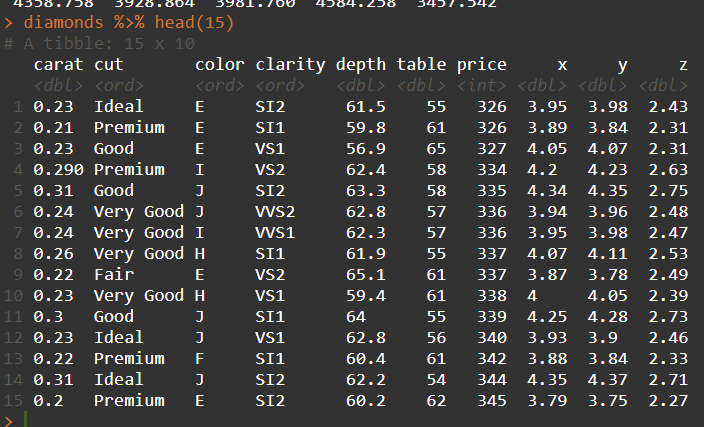 4358.758  3928.864  3981.760  4584.258  3457.542
> diamonds %>% head(15)
# A tibble: 15 x 10
   carat cut       color clarity depth table price     x     y     z
   <dbl> <ord>     <ord> <ord>   <dbl> <dbl> <int> <dbl> <dbl> <dbl>
 1 0.23  Ideal     E     SI2      61.5    55   326  3.95  3.98  2.43
 2 0.21  Premium   E     SI1      59.8    61   326  3.89  3.84  2.31
 3 0.23  Good      E     VS1      56.9    65   327  4.05  4.07  2.31
 4 0.290 Premium   I     VS2      62.4    58   334  4.2   4.23  2.63
 5 0.31  Good      J     SI2      63.3    58   335  4.34  4.35  2.75
 6 0.24  Very Good J     VVS2     62.8    57   336  3.94  3.96  2.48
 7 0.24  Very Good I     VVS1     62.3    57   336  3.95  3.98  2.47
 8 0.26  Very Good H     SI1      61.9    55   337  4.07  4.11  2.53
 9 0.22  Fair      E     VS2      65.1    61   337  3.87  3.78  2.49
10 0.23  Very Good H     VS1      59.4    61   338  4     4.05  2.39
11 0.3   Good      J     SI1      64      55   339  4.25  4.28  2.73
12 0.23  Ideal     J     VS1      62.8    56   340  3.93  3.9   2.46
13 0.22  Premium   F     SI1      60.4    61   342  3.88  3.84  2.33
14 0.31  Ideal     J     SI2      62.2    54   344  4.35  4.37  2.71
15 0.2   Premium   E     SI2      60.2    62   345  3.79  3.75  2.27
>